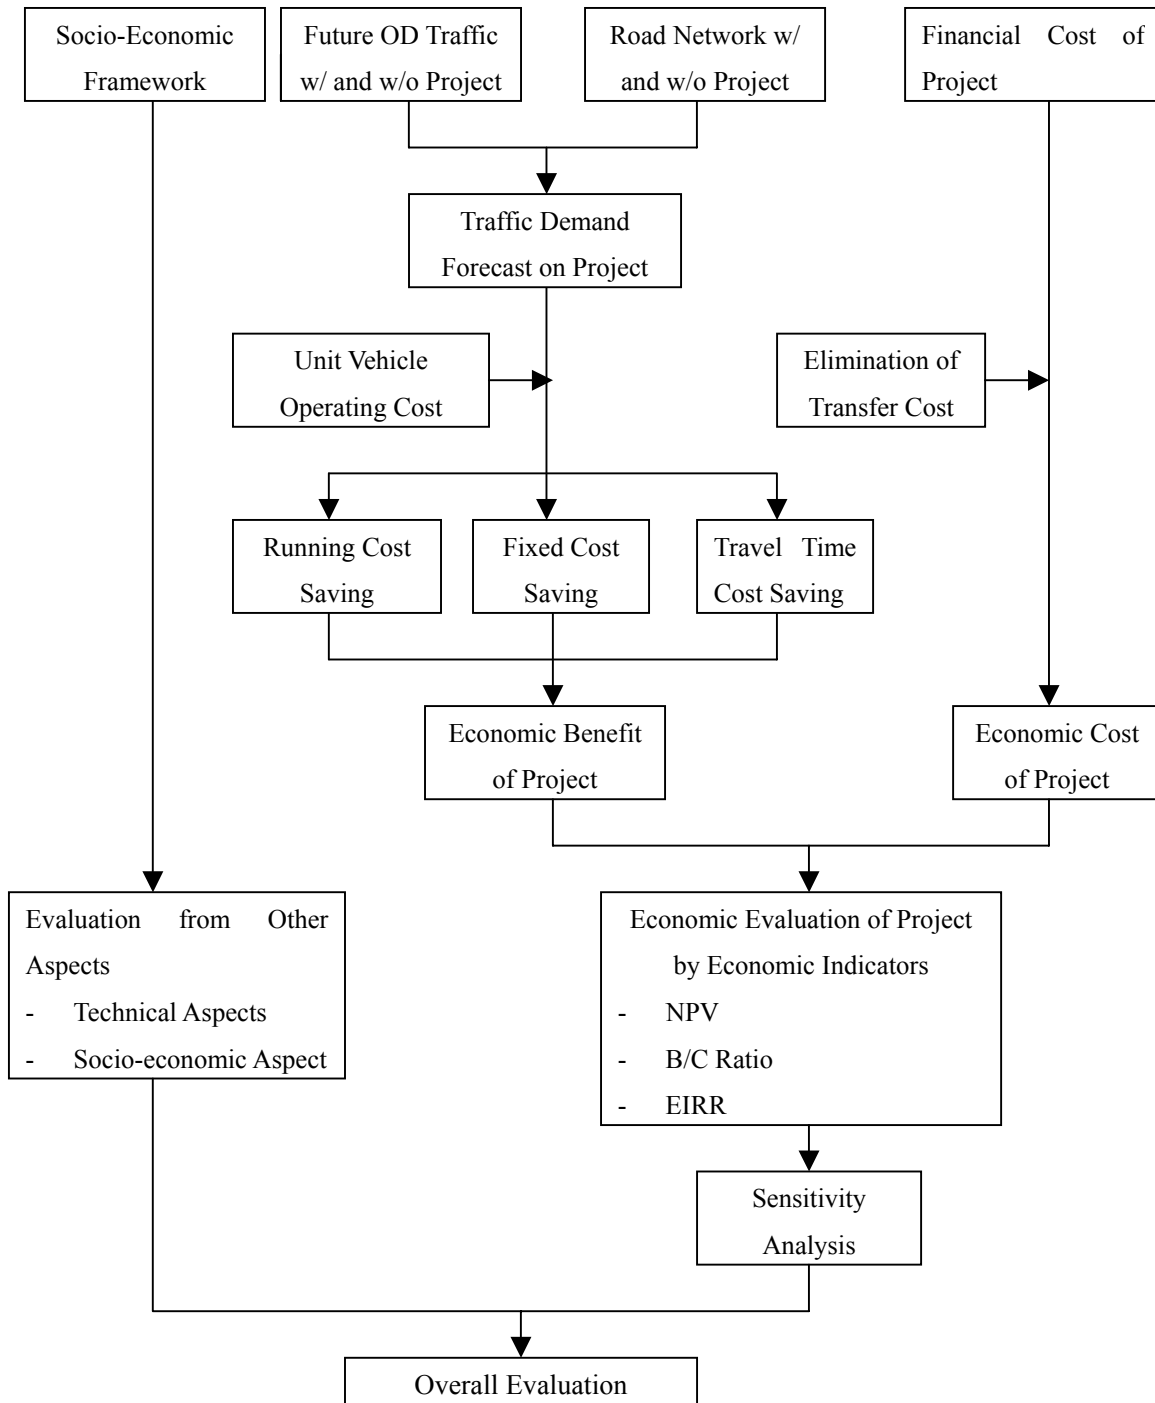 Socio-Economic
Framework
Future OD Traffic
w/ and w/o Project
Road Network w/
and w/o Project
Financial Cost of
Project
Traffic Demand
Forecast on Project
Unit Vehicle
Operating Cost
Elimination of
Transfer Cost
Running Cost
Saving
Fixed Cost
Saving
Travel Time
Cost Saving
Economic Benefit
of Project
Economic Cost
of Project
Evaluation from Other
Aspects
- Technical Aspects
- Socio-economic Aspect
Economic Evaluation of Project
by Economic Indicators
- NPV
- B/C Ratio
- EIRR
Sensitivity
Analysis
Overall Evaluation